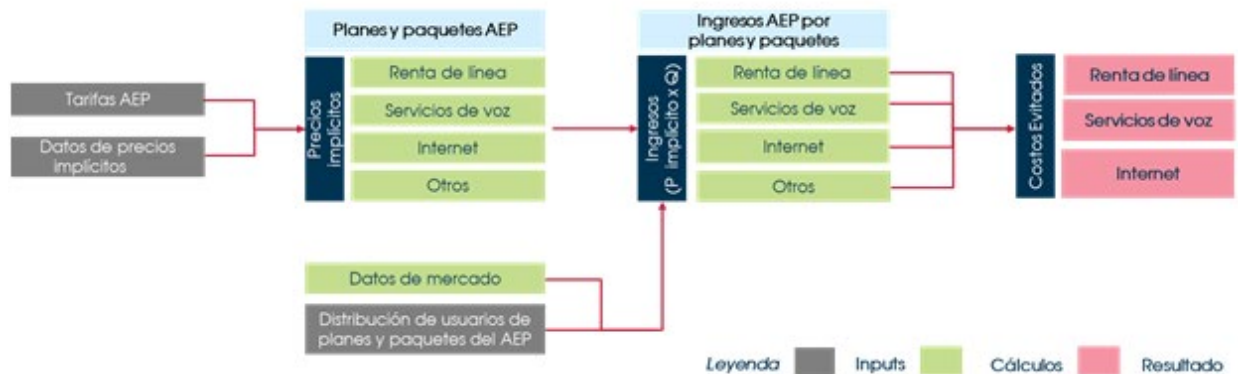 Planes y paquetes AEP
Ingresos AEP por
planes y paquetes
Tarifas AEP
Datos de precios
implícitos
Precios
implícitos
Renta de línea
Servicios de voz
Internet
Otros
Ingresos
(P implícito x Q)
Renta de línea
Servicios de voz
Internet
Otros
Costos Evitados
Renta de línea
Servicios de voz
Internet
Datos de mercado
Distribución de usuarios de
planes y paquetes del AEP
Leyenda Inputs Cálculos Resultado